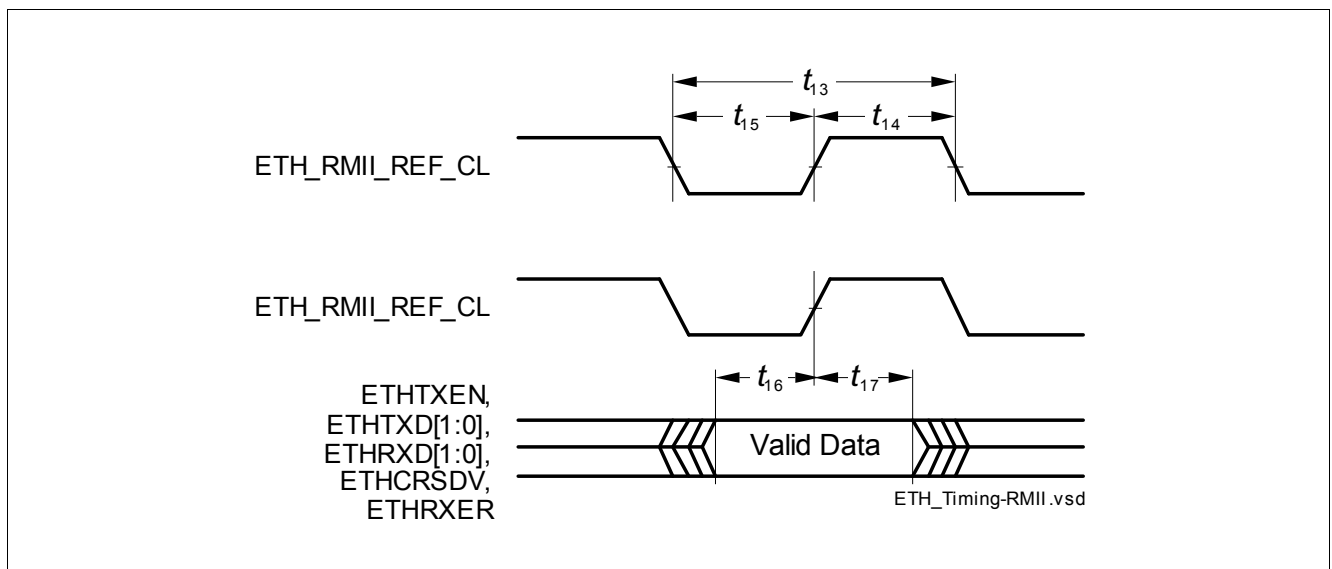 t13
t15 t14
ETH_RMII_REF_CL
ETH_RMII_REF_CL
t16 t17
ETHTXEN,
ETHTXD[1:0],
ETHRXD[1:0],
ETHCRSDV,
ETHRXER
Valid Data
ETH_Timing-RMII.vsd